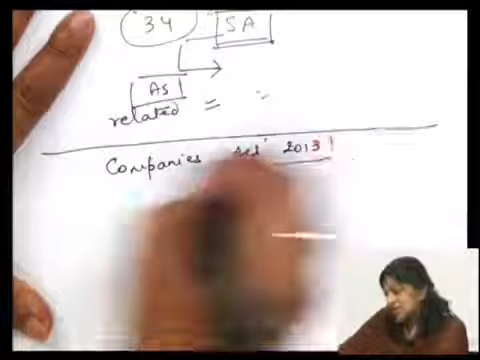 34 SA
AS
related =
Companies Act 2013